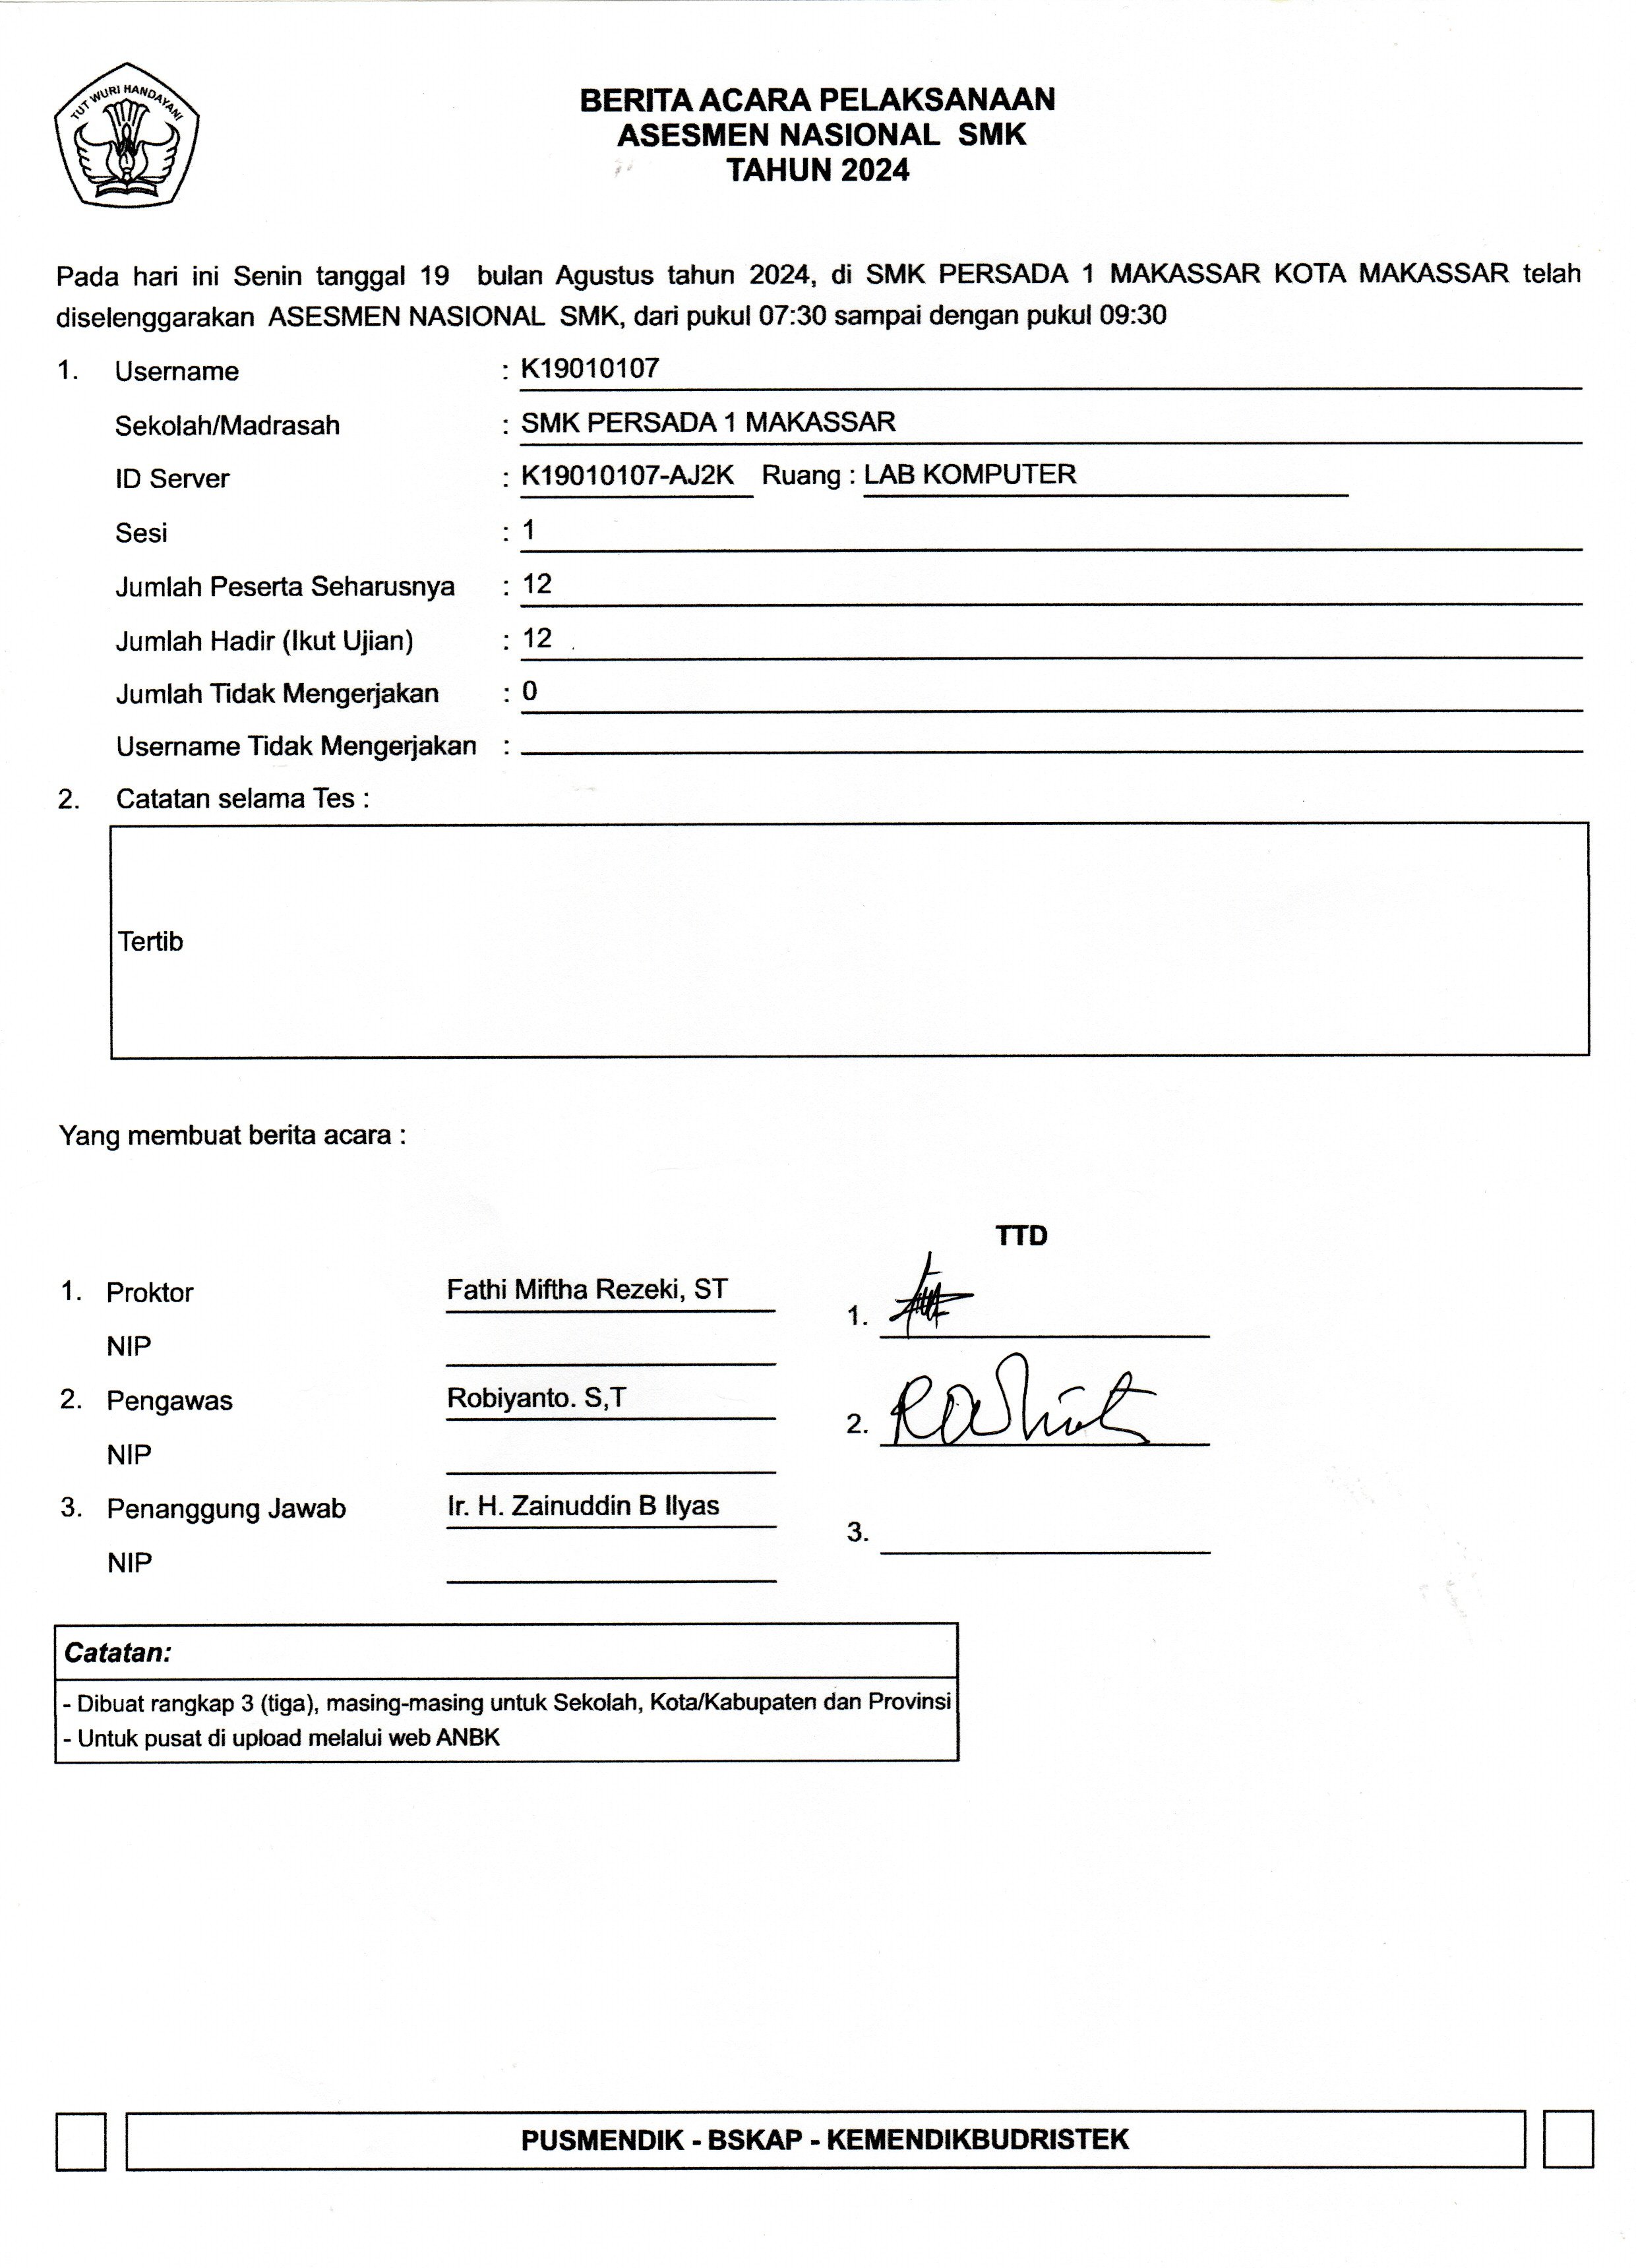 TUT WURI HANDAYANI
BERITA ACARA PELAKSANAAN
ASESMEN NASIONAL SMK
TAHUN 2024
Pada hari ini Senin tanggal 19 bulan Agustus tahun 2024, di SMK PERSADA 1 MAKASSAR KOTA MAKASSAR telah
diselenggarakan ASESMEN NASIONAL SMK, dari pukul 07:30 sampai dengan pukul 09:30
1. Username : K19010107
Sekolah/Madrasah : SMK PERSADA 1 MAKASSAR
ID Server : K19010107-AJ2K Ruang : LAB KOMPUTER
Sesi : 1
Jumlah Peserta Seharusnya : 12
Jumlah Hadir (Ikut Ujian) : 12
Jumlah Tidak Mengerjakan : 0
Username Tidak Mengerjakan :
2. Catatan selama Tes :
Tertib
Yang membuat berita acara :
TTD
1. Proktor Fathi Miftha Rezeki, ST 1.
NIP
2. Pengawas Robiyanto. S,T 2.
NIP
3. Penanggung Jawab Ir. H. Zainuddin B Ilyas 3.
NIP
Catatan:
- Dibuat rangkap 3 (tiga), masing-masing untuk Sekolah, Kota/Kabupaten dan Provinsi
- Untuk pusat di upload melalui web ANBK
PUSMENDIK - BSKAP - KEMENDIKBUDRISTEK